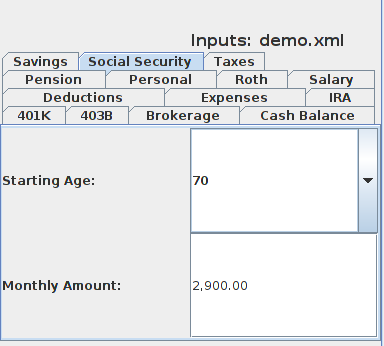 Inputs: demo.xml
Savings Social Security Taxes
Pension Personal Roth Salary
Deductions Expenses IRA
401K 403B Brokerage Cash Balance
Starting Age: 70
Monthly Amount: 2,900.00